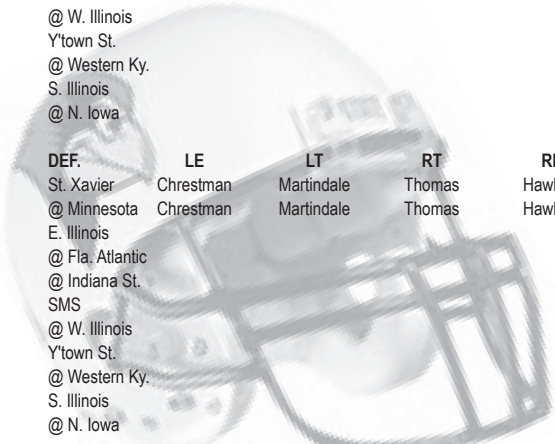 @ W. Illinois
Y'town St.
@ Western Ky.
S. Illinois
@ N. Iowa
DEF. LE LT RT
St. Xavier Chrestman Martindale Thomas
@ Minnesota Chrestman Martindale Thomas
E. Illinois
@ Fla. Atlantic
@ Indiana St.
SMS
@ W. Illinois
Y'town St.
@ Western Ky.
S. Illinois
@ N. Iowa